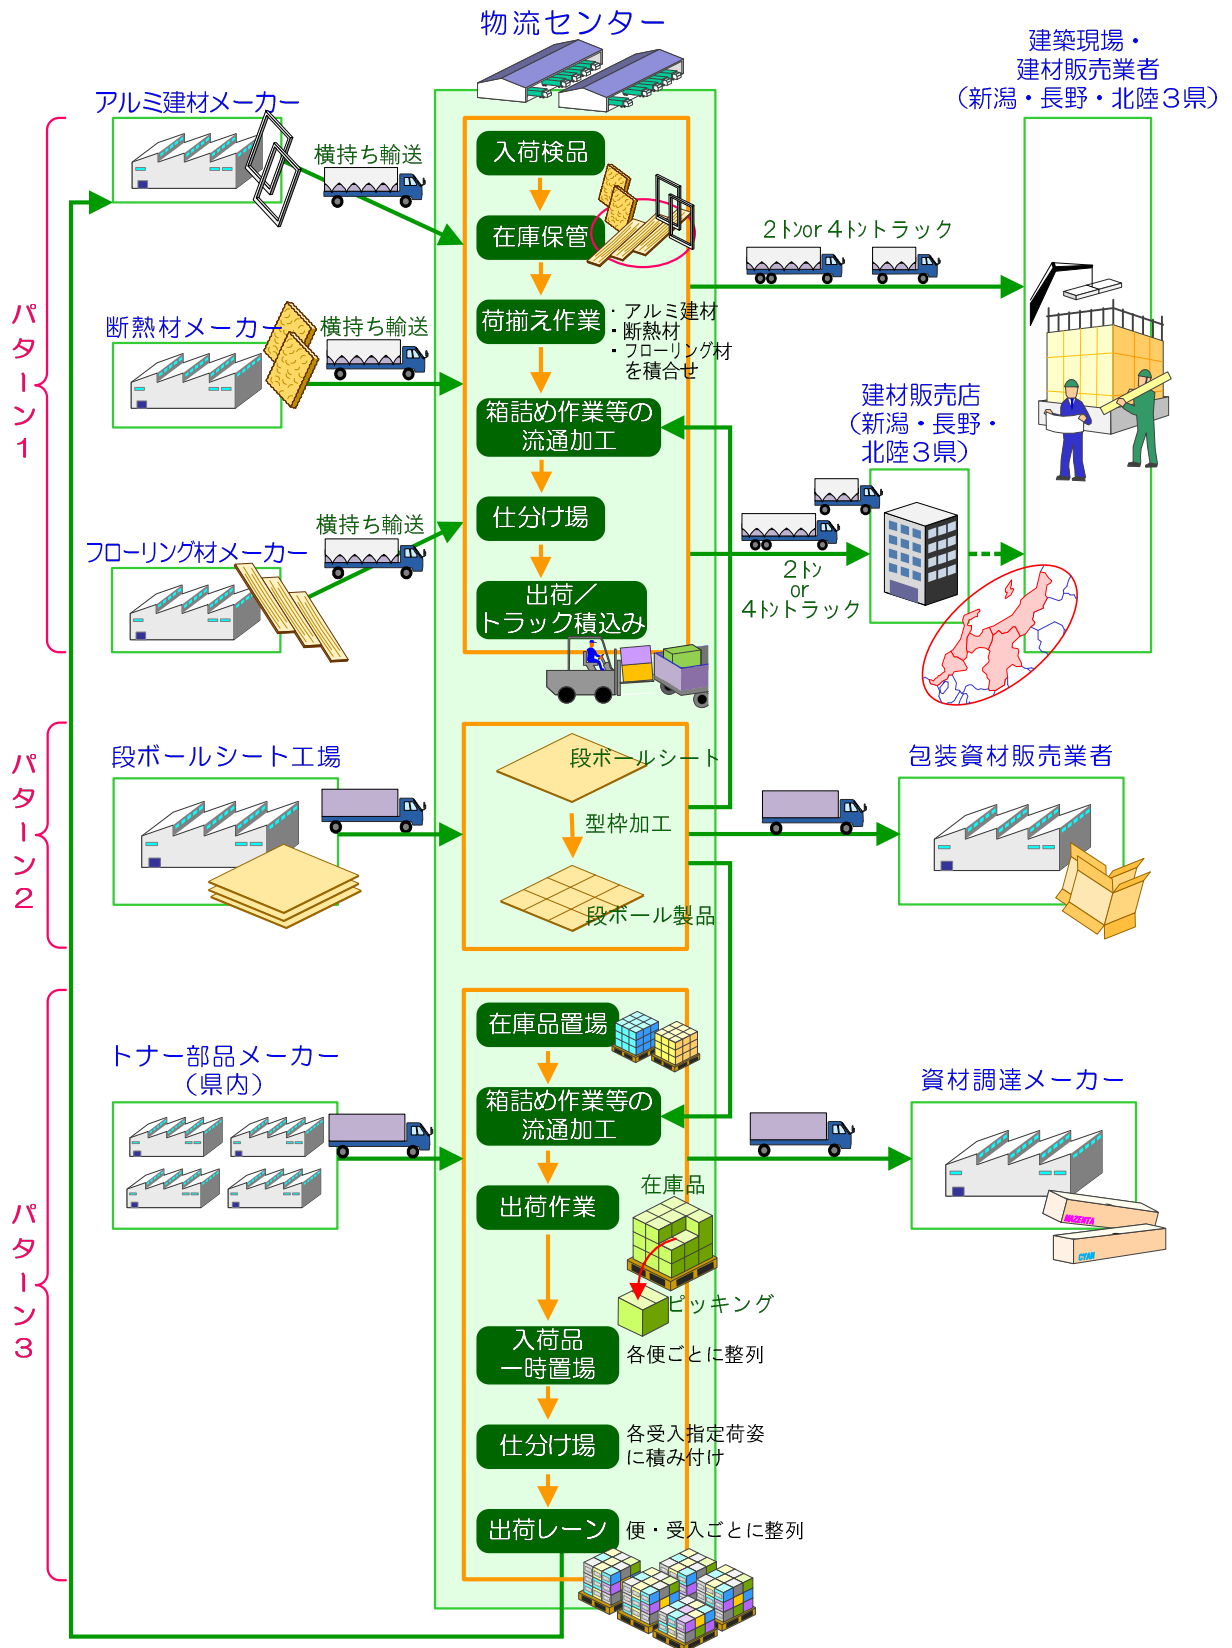 物流センター
建築現場・
建材販売業者
（新潟・長野・北陸３県）
パターン１
アルミ建材メーカー
横持ち輸送
断熱材メーカー
横持ち輸送
フローリング材メーカー
横持ち輸送
入荷検品
在庫保管
荷揃え作業
・アルミ建材
・断熱材
・フローリング材
を積合せ
箱詰め作業等の
流通加工
仕分け場
出荷／
トラック積込み
２トンor４トントラック
建材販売店
（新潟・長野・
北陸３県）
２トン
or
４トントラック
パターン２
段ボールシート工場
段ボールシート
型枠加工
段ボール製品
包装資材販売業者
パターン３
トナー部品メーカー
（県内）
在庫品置場
箱詰め作業等の
流通加工
出荷作業
在庫品
ピッキング
入荷品
一時置場
各便ごとに整列
仕分け場
各受入指定荷姿
に積み付け
出荷レーン
便・受入ごとに整列
資材調達メーカー
MAZENTA
CYAN